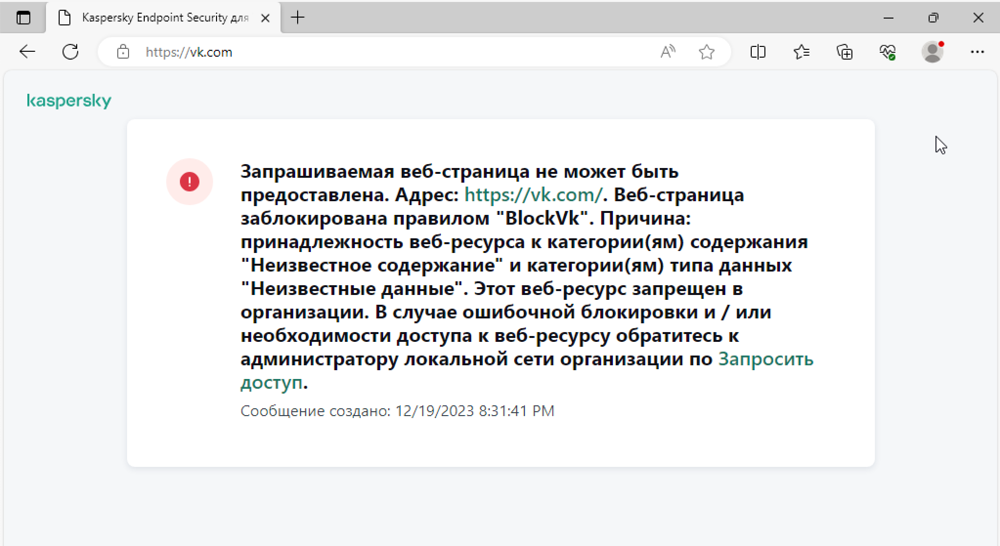 Kaspersky Endpoint Security для
https://vk.com
kaspersky
Запрашиваемая веб-страница не может быть
предоставлена. Адрес: https://vk.com/. Веб-страница
заблокирована правилом "BlockVk". Причина:
принадлежность веб-ресурса к категории(ям) содержания
"Неизвестное содержание" и категории(ям) типа данных
"Неизвестные данные". Этот веб-ресурс запрещен в
организации. В случае ошибочной блокировки и / или
необходимости доступа к веб-ресурсу обратитесь к
администратору локальной сети организации по Запросить
доступ.
Сообщение создано: 12/19/2023 8:31:41 PM